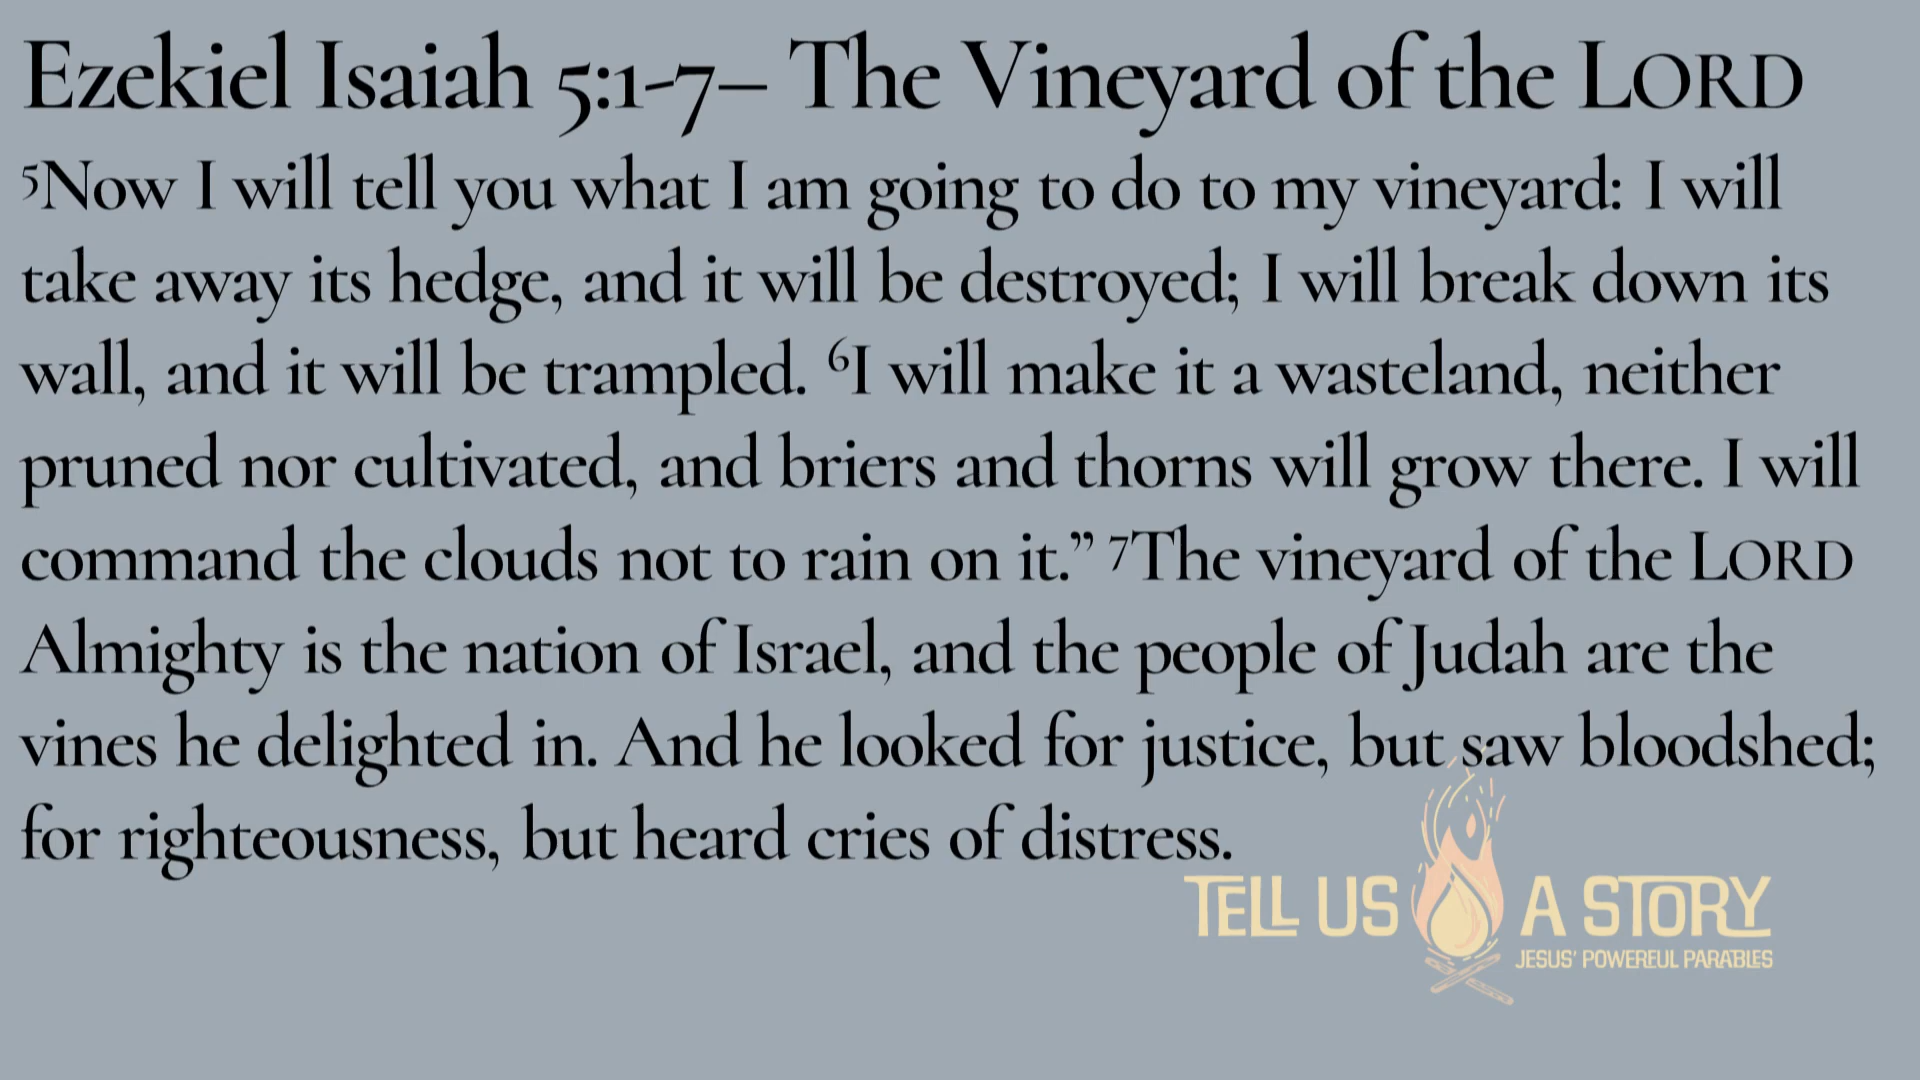 Ezekiel Isaiah 5:1-7– The Vineyard of the LORD
⁵Now I will tell you what I am going to do to my vineyard: I will
take away its hedge, and it will be destroyed; I will break down its
wall, and it will be trampled. ⁶I will make it a wasteland, neither
pruned nor cultivated, and briers and thorns will grow there. I will
command the clouds not to rain on it.” ⁷The vineyard of the LORD
Almighty is the nation of Israel, and the people of Judah are the
vines he delighted in. And he looked for justice, but saw bloodshed;
for righteousness, but heard cries of distress.
TELL US A STORY
JESUS' POWERFUL PARABLES